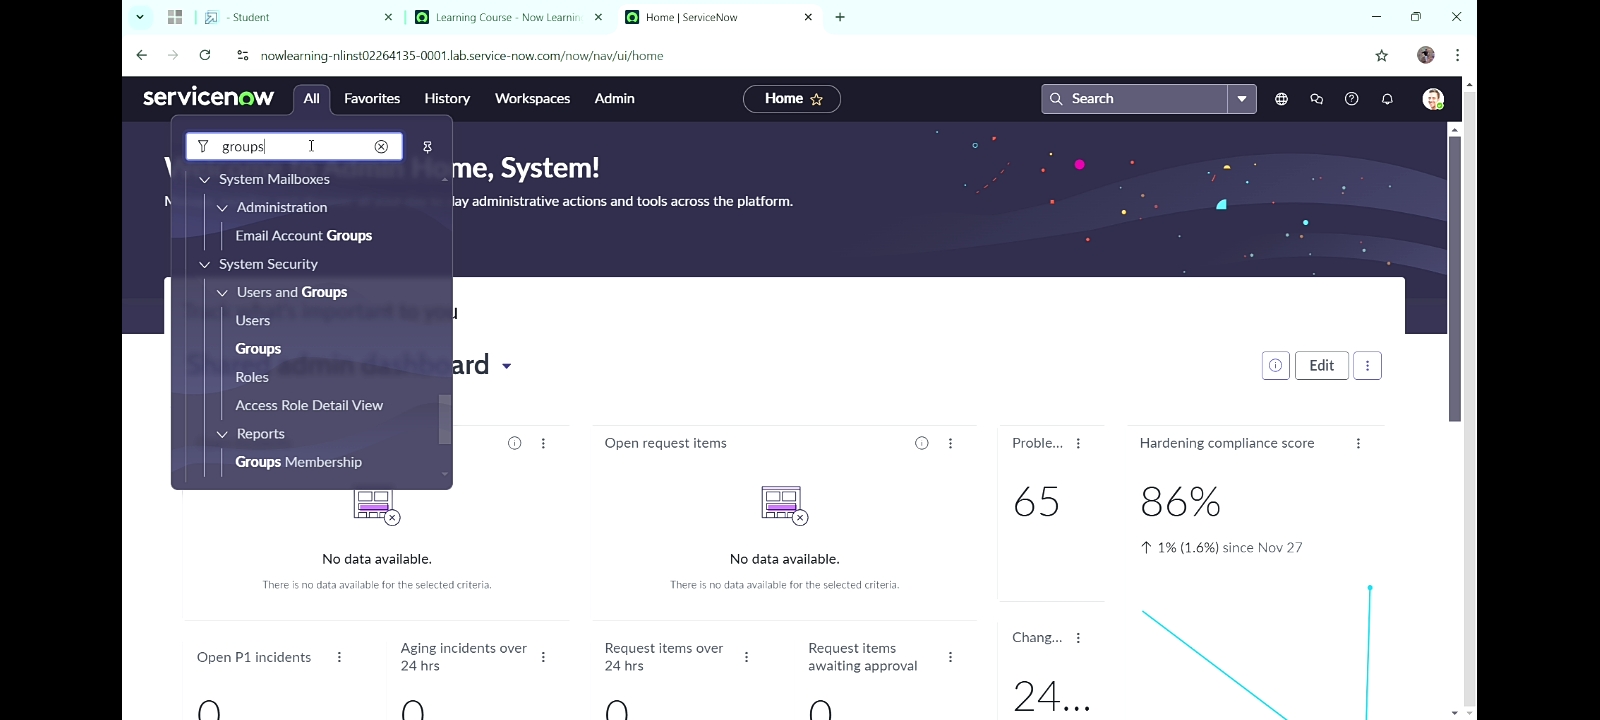 - Student
Learning Course - Now Learnin
Home | ServiceNow
nowlearning-nlinst02264135-0001.lab.service-now.com/now/nav/ui/home
servicenow
All
Favorites
History
Workspaces
Admin
Home
Search
groups
ome, System!
lay administrative actions and tools across the platform.
System Mailboxes
Administration
Email Account Groups
System Security
Users and Groups
Users
Groups
Roles
Access Role Detail View
Reports
Groups Membership
ard
Edit
Open request items
Proble...
Hardening compliance score
65
86%
1% (1.6%) since Nov 27
No data available.
There is no data available for the selected criteria.
No data available.
There is no data available for the selected criteria.
Open P1 incidents
Aging incidents over
24 hrs
Request items over
24 hrs
Request items
awaiting approval
Chang...
0
0
0
0
24...